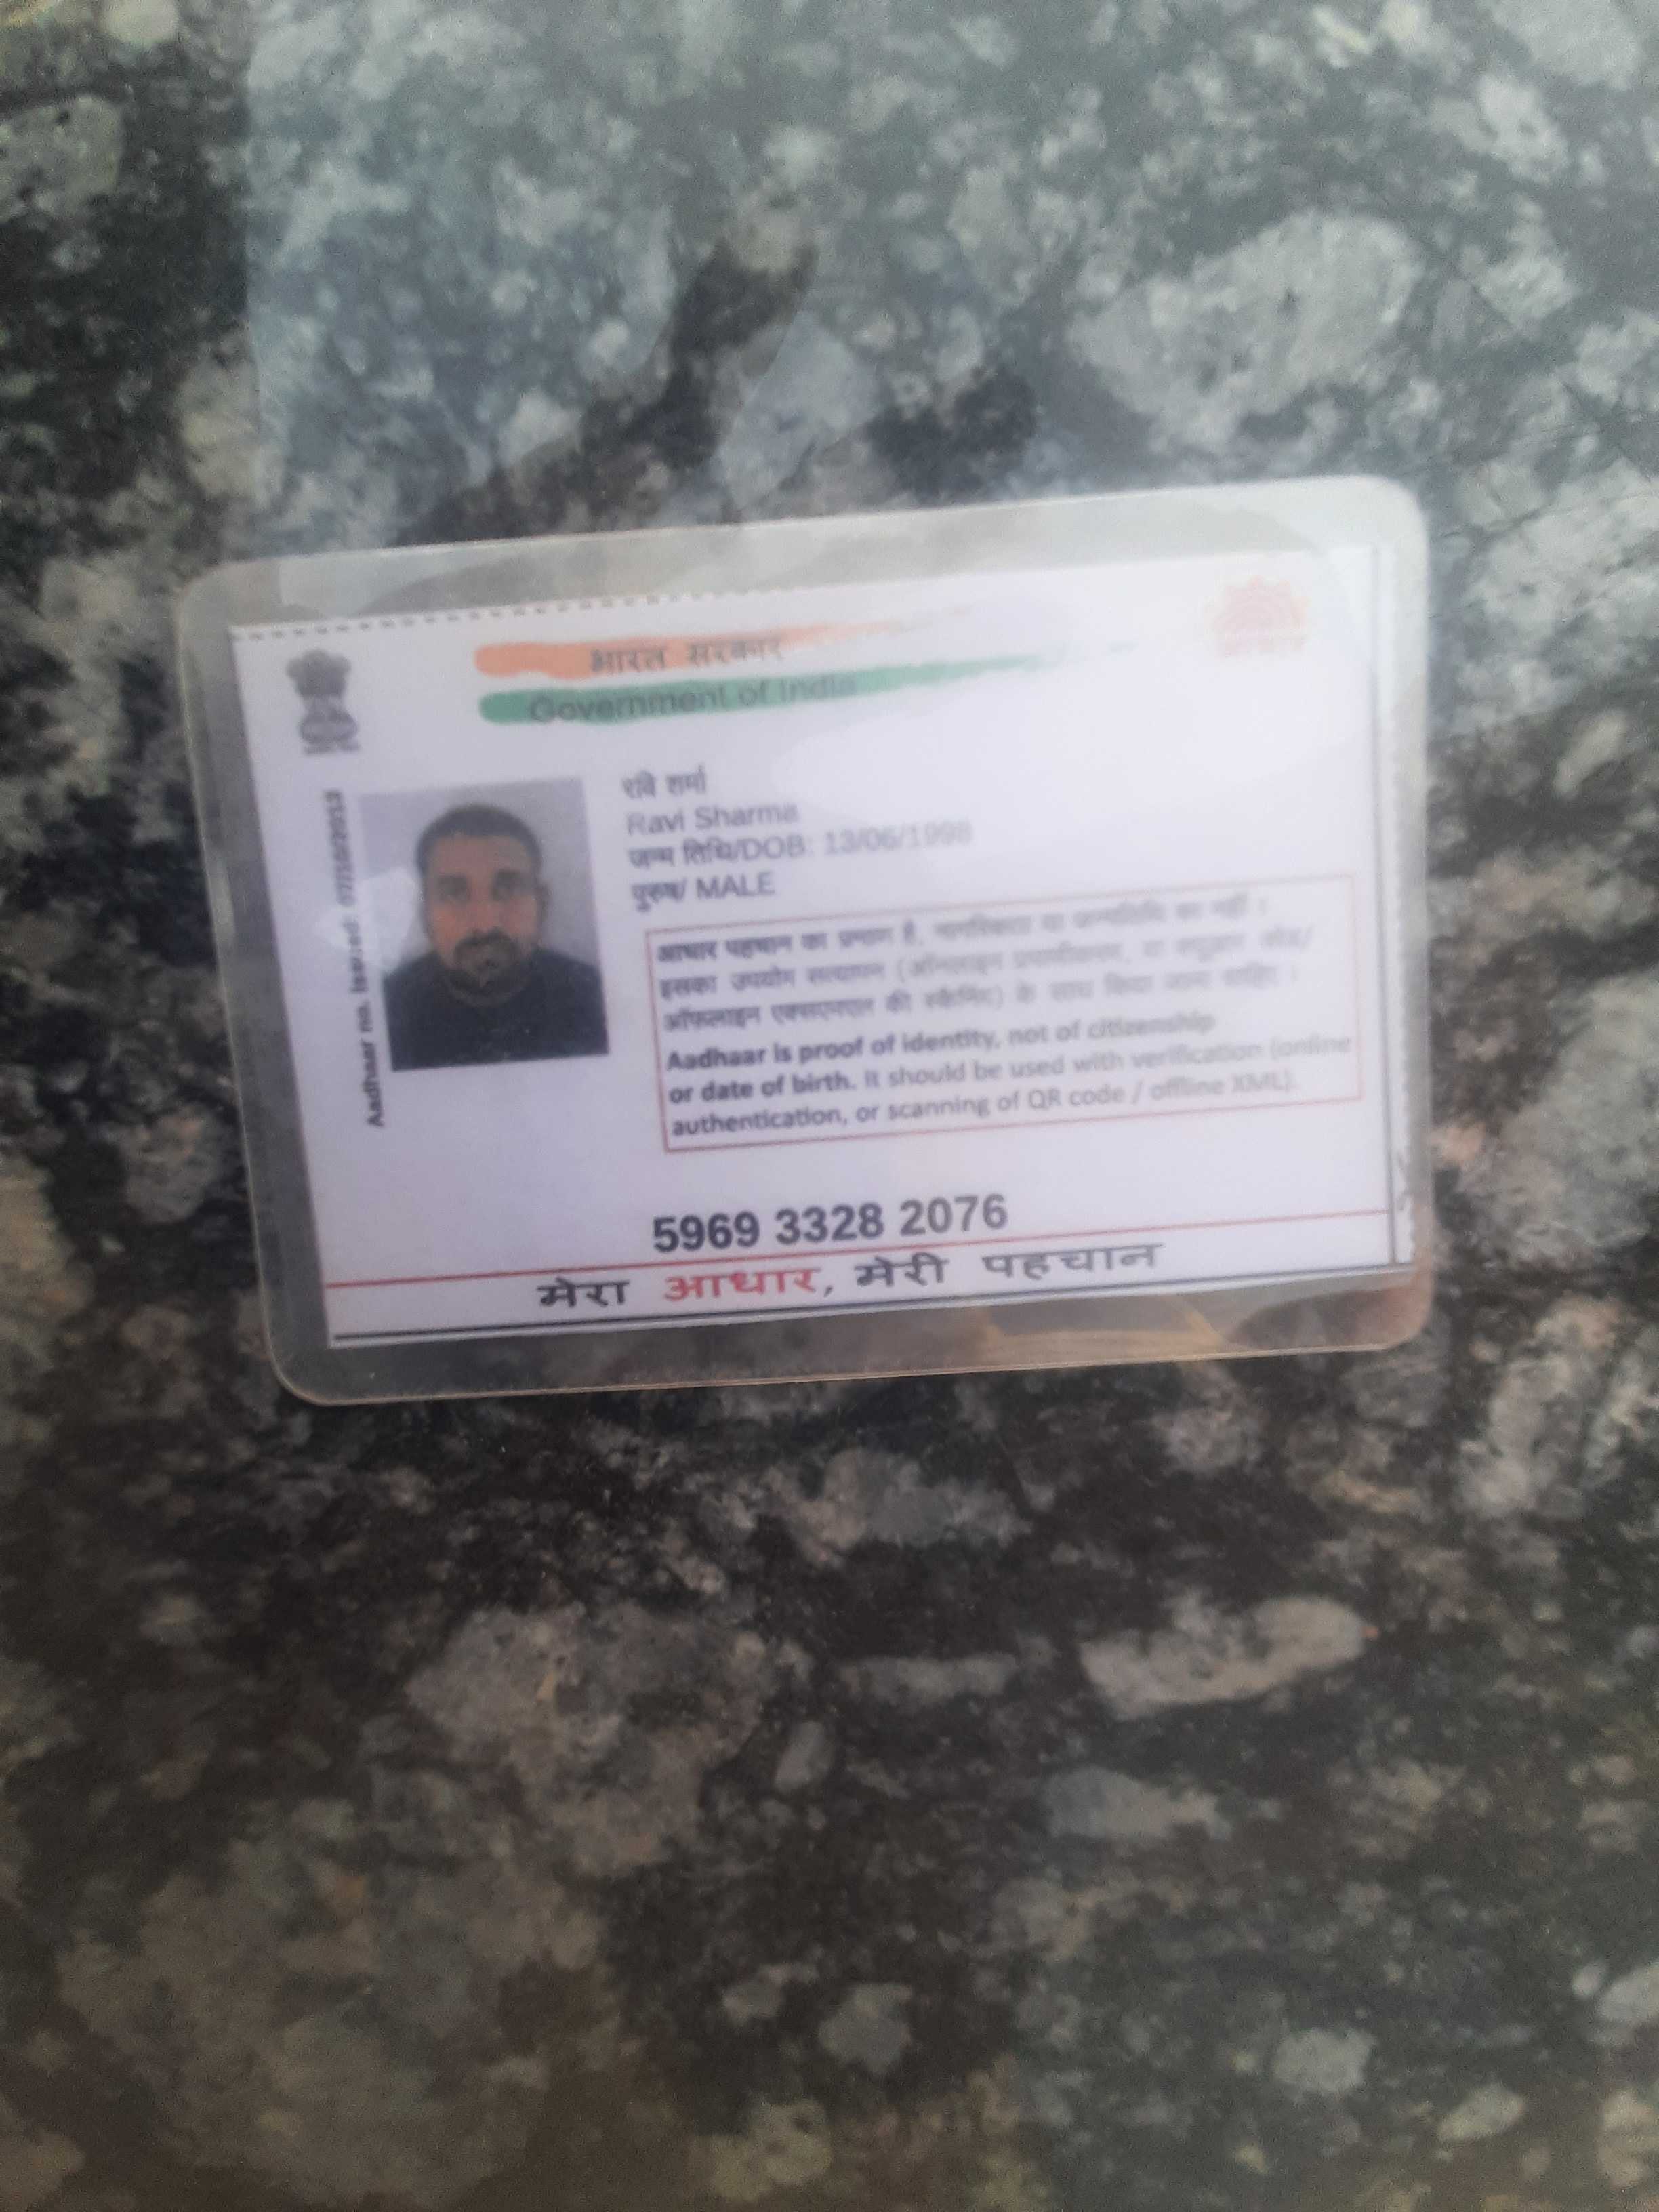 भारत सरकार
Government of India
Aadhaar no. issued: 07/10/2013
रवि शर्मा
Ravi Sharma
जन्म तिथि/DOB: 13/06/1998
पुरुष/ MALE
आधार पहचान का प्रमाण है, नागरिकता या जन्मतिथि का नहीं ।
इसका उपयोग सत्यापन (ऑनलाइन प्रमाणीकरण, या क्यूआर कोड/
ऑफलाइन एक्सएमएल की स्कैनिंग) के साथ किया जाना चाहिए ।
Aadhaar is proof of identity, not of citizenship
or date of birth. It should be used with verification (online
authentication, or scanning of QR code / offline XML).
5969 3328 2076
मेरा आधार, मेरी पहचान